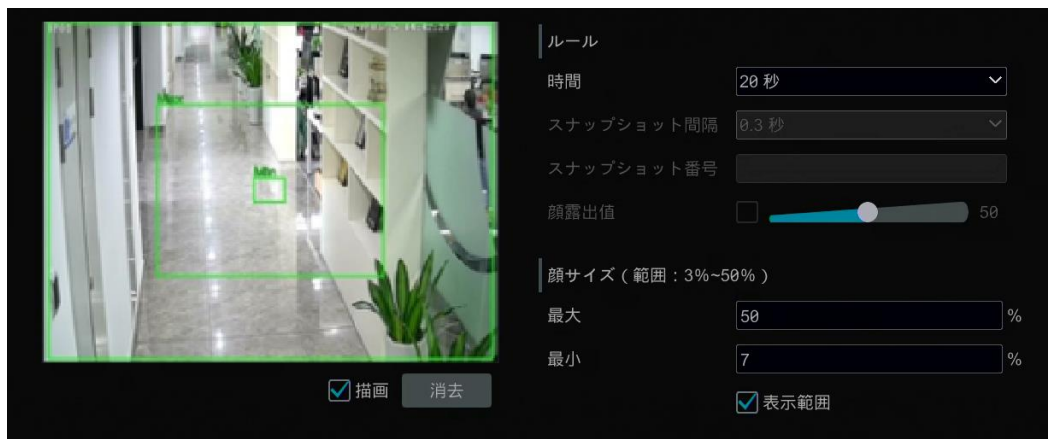 Max
Min
描画
消去
ルール
時間
20 秒
スナップショット間隔
0.3 秒
スナップショット番号
顔露出値
50
顔サイズ ( 範囲 : 3%~50% )
最大
50
%
最小
7
%
表示範囲